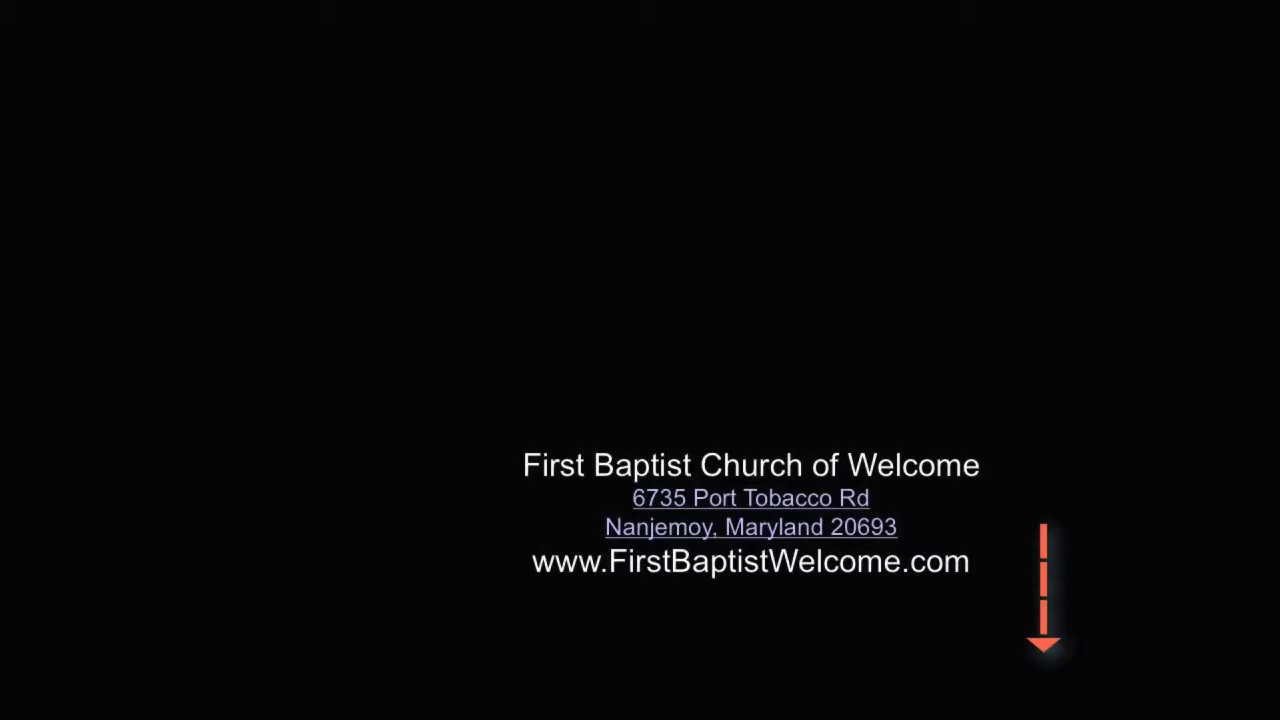 First Baptist Church of Welcome
6735 Port Tobacco Rd
Nanjemoy, Maryland 20693
www.FirstBaptistWelcome.com